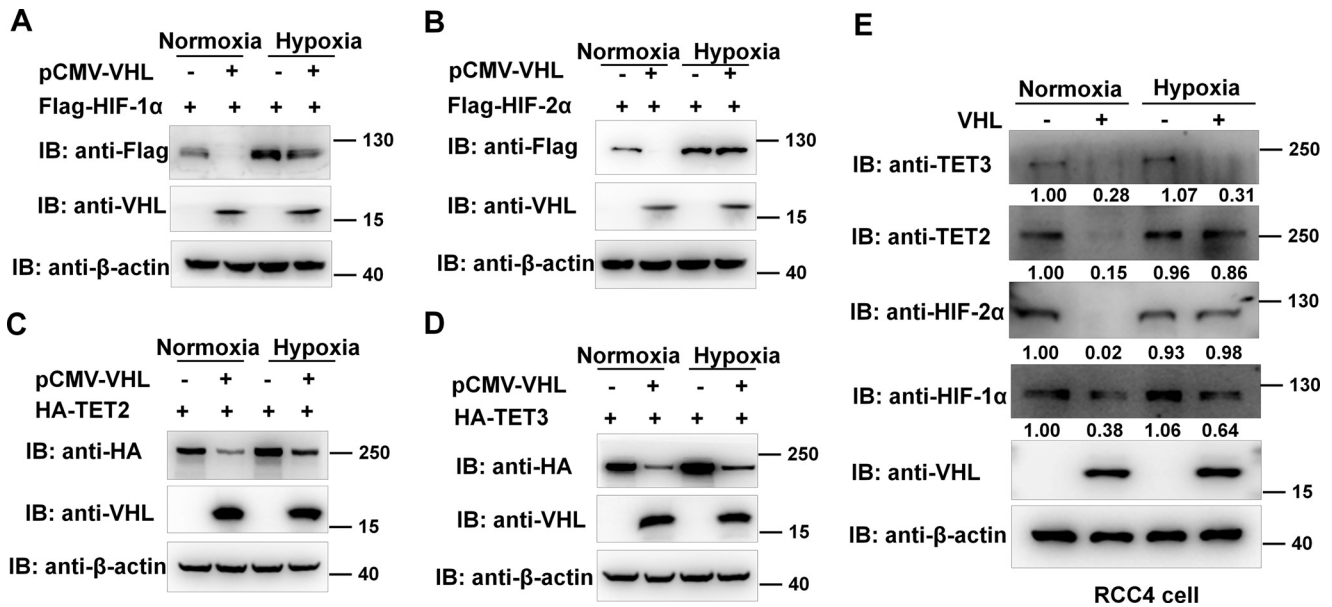 A
Normoxia Hypoxia
pCMV-VHL - + - +
Flag-HIF-1α + + + +
IB: anti-Flag 130
IB: anti-VHL 15
IB: anti-β-actin 40
B
Normoxia Hypoxia
pCMV-VHL - + - +
Flag-HIF-2α + + + +
IB: anti-Flag 130
IB: anti-VHL 15
IB: anti-β-actin 40
C
Normoxia Hypoxia
pCMV-VHL - + - +
HA-TET2 + + + +
IB: anti-HA 250
IB: anti-VHL 15
IB: anti-β-actin 40
D
Normoxia Hypoxia
pCMV-VHL - + - +
HA-TET3 + + + +
IB: anti-HA 250
IB: anti-VHL 15
IB: anti-β-actin 40
E
Normoxia Hypoxia
VHL - + - +
IB: anti-TET3 250
1.00 0.28 1.07 0.31
IB: anti-TET2 250
1.00 0.15 0.96 0.86
IB: anti-HIF-2α 130
1.00 0.02 0.93 0.98
IB: anti-HIF-1α 130
1.00 0.38 1.06 0.64
IB: anti-VHL 15
IB: anti-β-actin 40
RCC4 cell